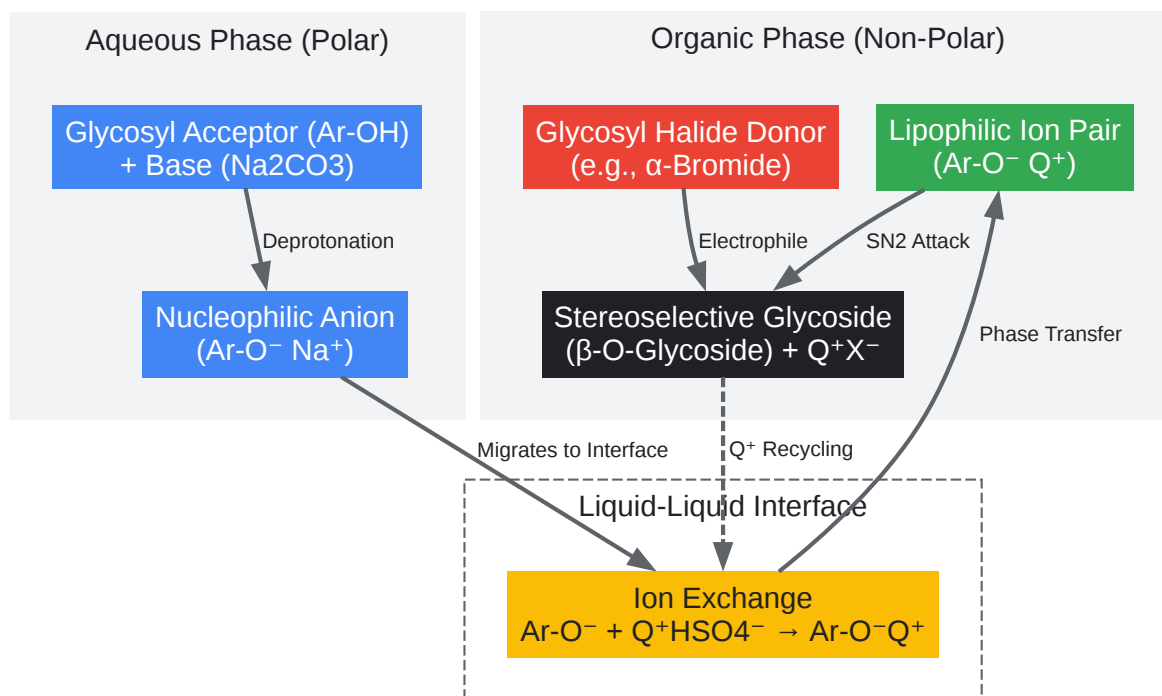 Aqueous Phase (Polar)
Organic Phase (Non-Polar)
Glycosyl Acceptor (Ar-OH)
+ Base (Na2CO3)
Glycosyl Halide Donor
(e.g., α-Bromide)
Lipophilic Ion Pair
(Ar-O⁻ Q⁺)
Deprotonation
Electrophile
SN2 Attack
Nucleophilic Anion
(Ar-O⁻ Na⁺)
Stereoselective Glycoside
(β-O-Glycoside) + Q⁺X⁻
Phase Transfer
Migrates to Interface
Q⁺ Recycling
Liquid-Liquid Interface
Ion Exchange
Ar-O⁻ + Q⁺HSO4⁻ → Ar-O⁻Q⁺